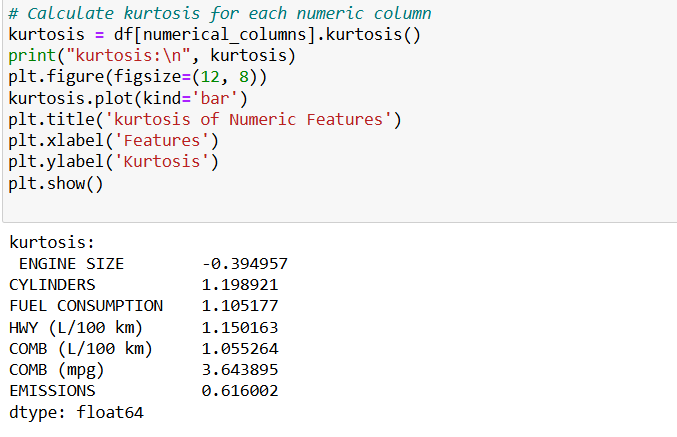 # Calculate kurtosis for each numeric column
kurtosis = df[numerical_columns].kurtosis()
print("kurtosis:\n", kurtosis)
plt.figure(figsize=(12, 8))
kurtosis.plot(kind='bar')
plt.title('kurtosis of Numeric Features')
plt.xlabel('Features')
plt.ylabel('Kurtosis')
plt.show()
kurtosis:
 ENGINE SIZE        -0.394957
CYLINDERS           1.198921
FUEL CONSUMPTION    1.105177
HWY (L/100 km)      1.150163
COMB (L/100 km)     1.055264
COMB (mpg)          3.643895
EMISSIONS           0.616002
dtype: float64